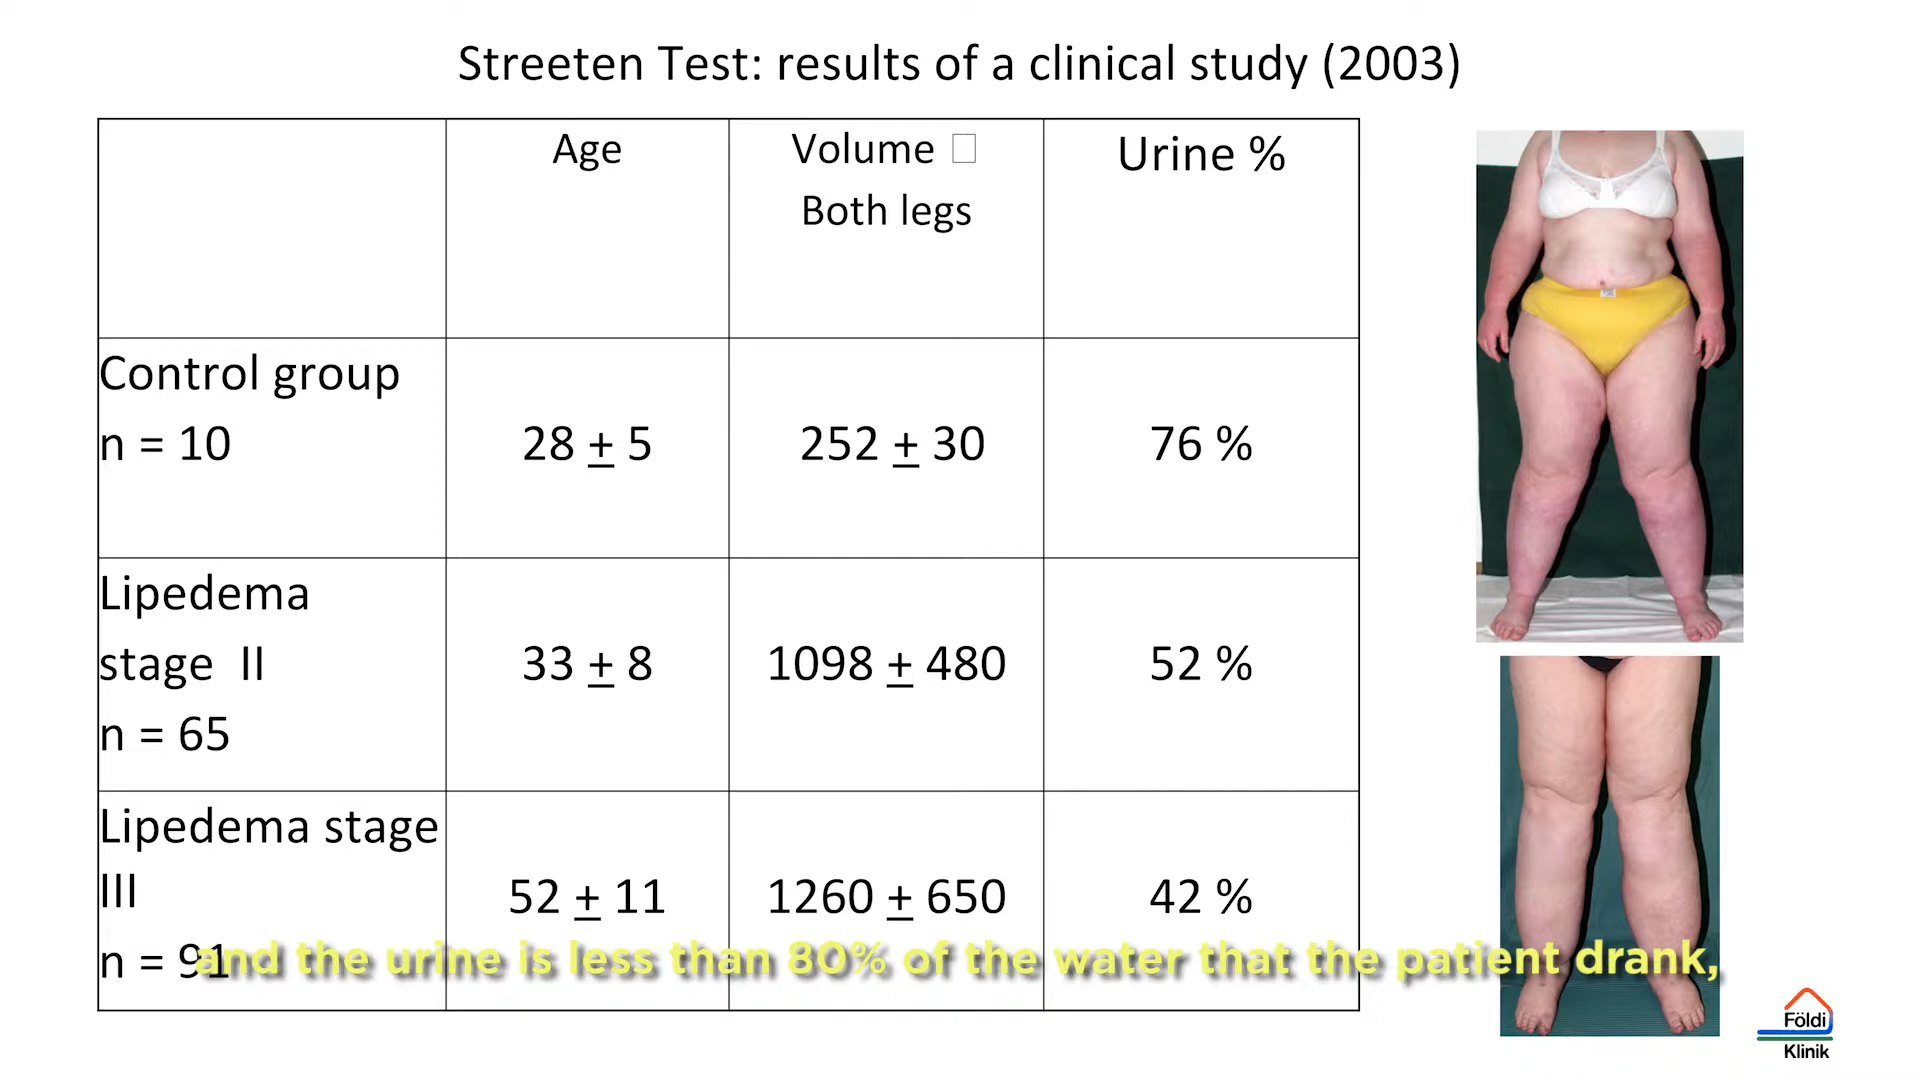 Streeten Test: results of a clinical study (2003)
Age
Volume □
Both legs
Urine %
Control group
n = 10
28 ± 5
252 ± 30
76 %
Lipedema
stage II
n = 65
33 ± 8
1098 ± 480
52 %
Lipedema stage
III
n = 91
52 ± 11
1260 ± 650
42 %
and the urine is less than 80% of the water that the patient drank,
Földi
Klinik